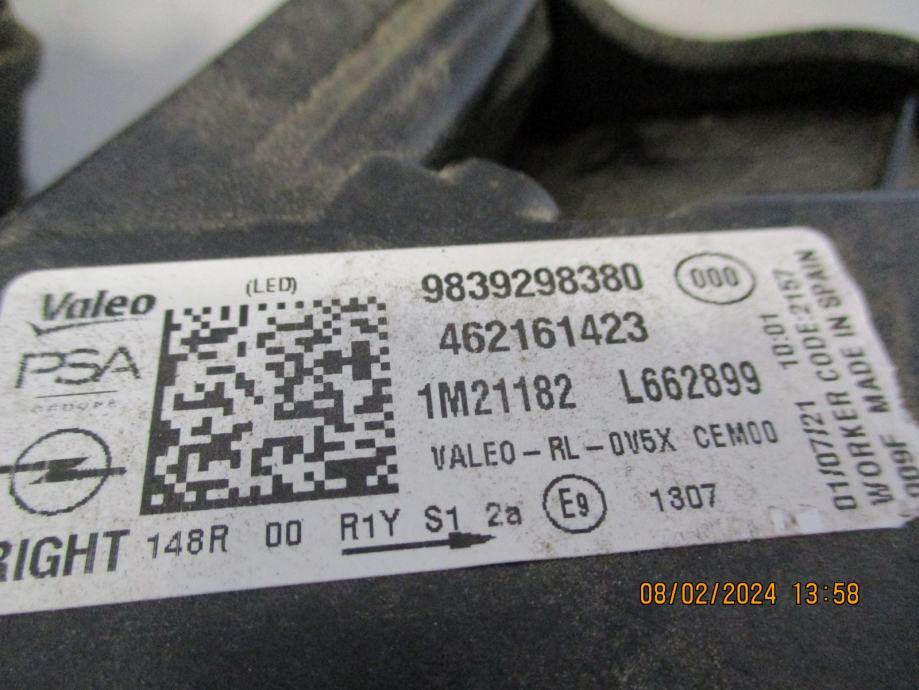 Valeo
(LED)
9839298380
000
462161423
PSA
GROUPE
1M21182 L662899
VALEO-RL-0V5X CEM00
RIGHT 148R 00 R1Y S1 2a E9 1307
01/07/21 10:01
WORKER CODE:2157
MADE IN SPAIN
08/02/2024 13:58